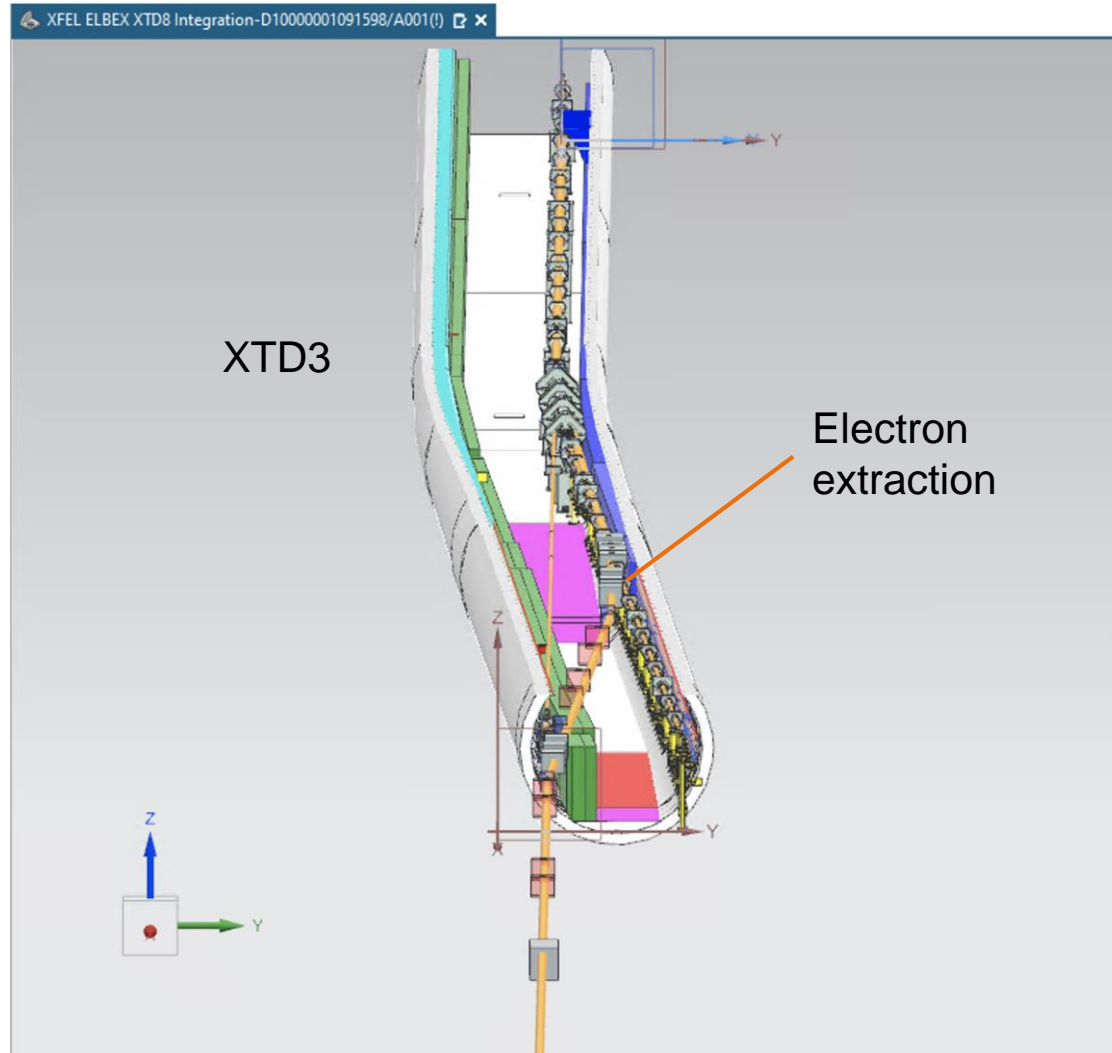 XFEL ELBEX XTD8 Integration-D10000001091598/A001(!)
Y
XTD3
Electron
extraction
Z
Y
X
Z
Y